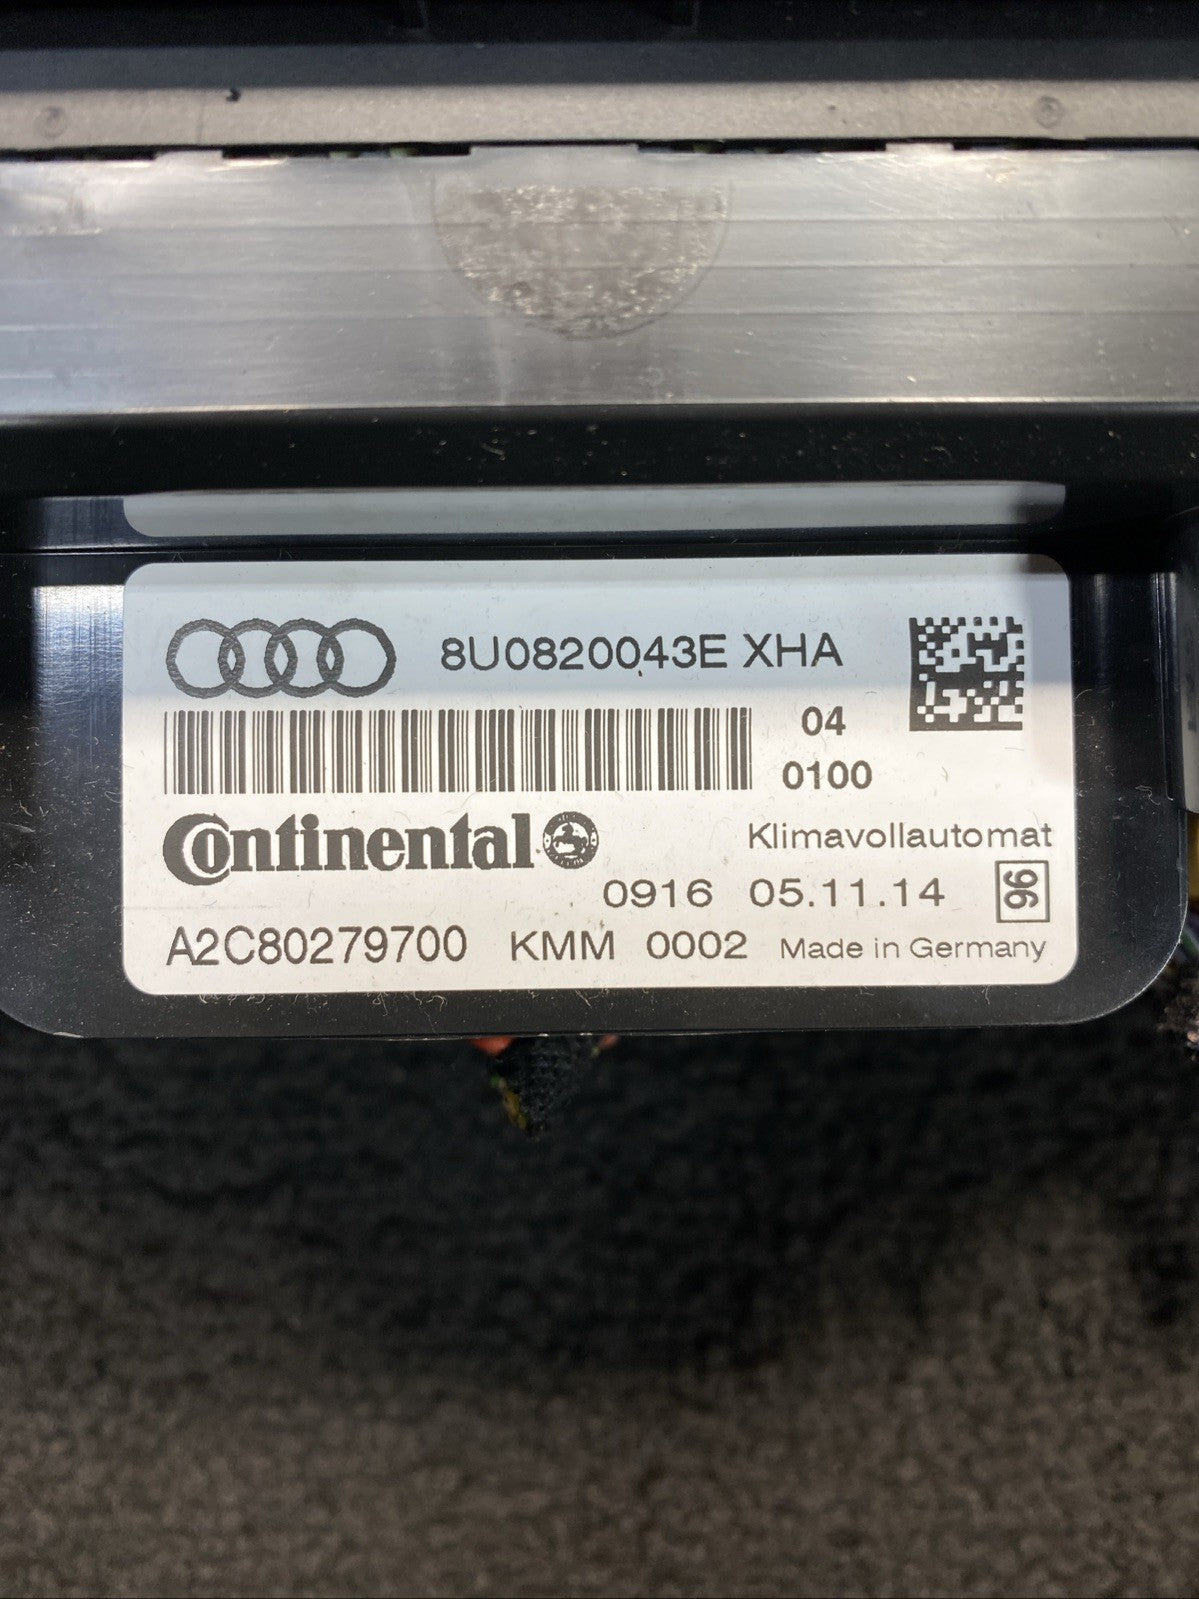 8U0820043E XHA
04
0100
Continental
Klimavollautomat
0916 05.11.14 96
A2C80279700 KMM 0002 Made in Germany